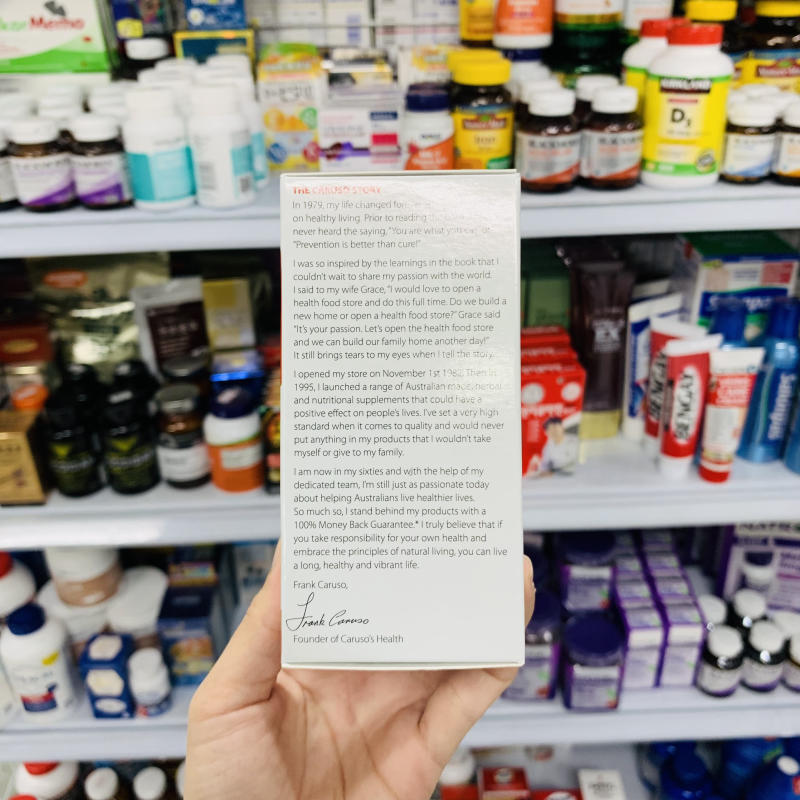 THE CARUSO STORY
In 1979, my life changed
on healthy living. Prior to reading
never heard the saying, "You are what you eat" or
"Prevention is better than cure!"
I was so inspired by the learnings in the book that I
couldn't wait to share my passion with the world.
I said to my wife Grace, "I would love to open a
health food store and do this full time. Do we build a
new home or open a health food store?" Grace said
"It's your passion. Let's open the health food store
and we can build our family home another day!"
It still brings tears to my eyes when I tell the story.
I opened my store on November 1st 1982. Then in
1995, I launched a range of Australian made, herbal
and nutritional supplements that could have a
positive effect on people's lives. I've set a very high
standard when it comes to quality and would never
put anything in my products that I wouldn't take
myself or give to my family.
I am now in my sixties and with the help of my
dedicated team, I'm still just as passionate today
about helping Australians live healthier lives.
So much so, I stand behind my products with a
100% Money Back Guarantee.* I truly believe that if
you take responsibility for your own health and
embrace the principles of natural living, you can live
a long, healthy and vibrant life.
Frank Caruso,
Frank Caruso
Founder of Caruso's Health
KIRKLAND
D3
BENGAY
BENGAY